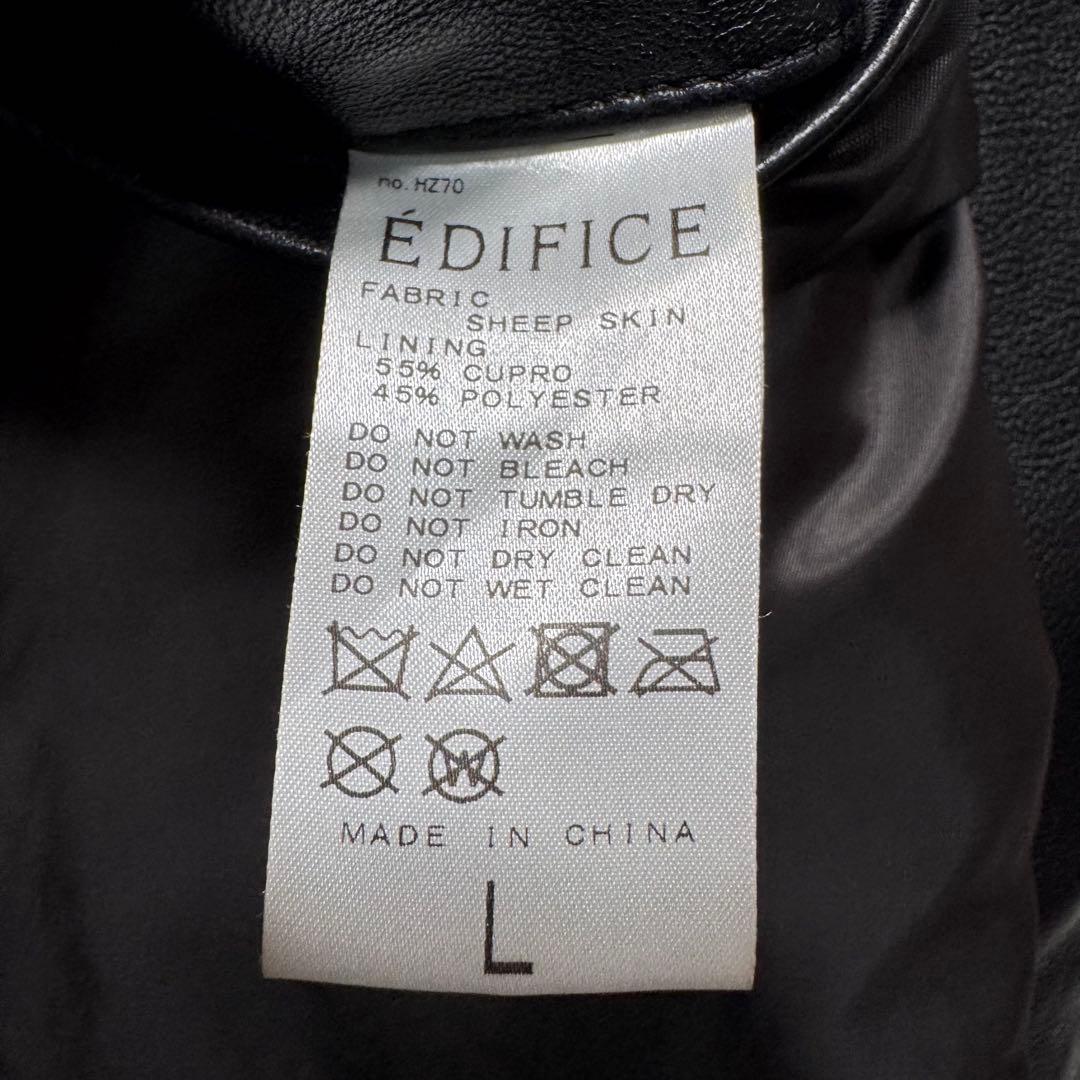 no. HZ70
ÉDIFICE
FABRIC
SHEEP SKIN
LINING
55% CUPRO
45% POLYESTER
DO NOT WASH
DO NOT BLEACH
DO NOT TUMBLE DRY
DO NOT IRON
DO NOT DRY CLEAN
DO NOT WET CLEAN
W
MADE IN CHINA
L